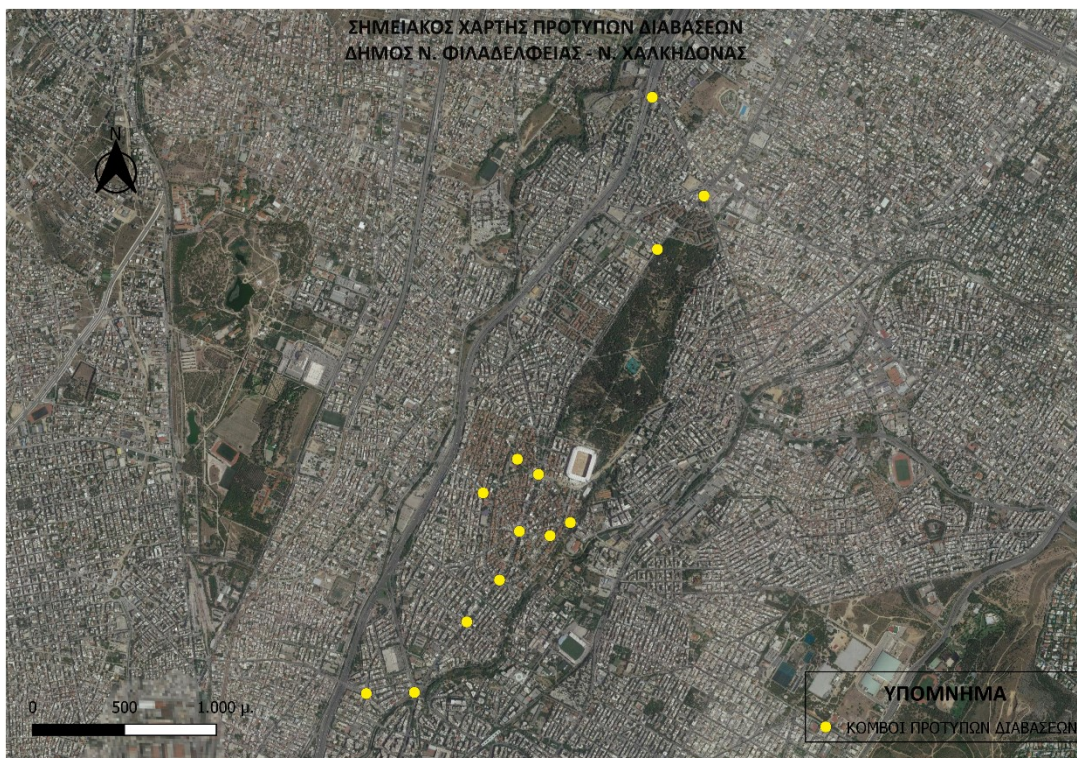 ΣΗΜΕΙΑΚΟΣ ΧΑΡΤΗΣ ΠΡΟΤΥΠΩΝ ΔΙΑΒΑΣΕΩΝ
ΔΗΜΟΣ Ν. ΦΙΛΑΔΕΛΦΕΙΑΣ - Ν. ΧΑΛΚΗΔΟΝΑΣ
N
ΥΠΟΜΝΗΜΑ
ΚΟΜΒΟΙ ΠΡΟΤΥΠΩΝ ΔΙΑΒΑΣΕΩΝ
0 500 1.000 μ.